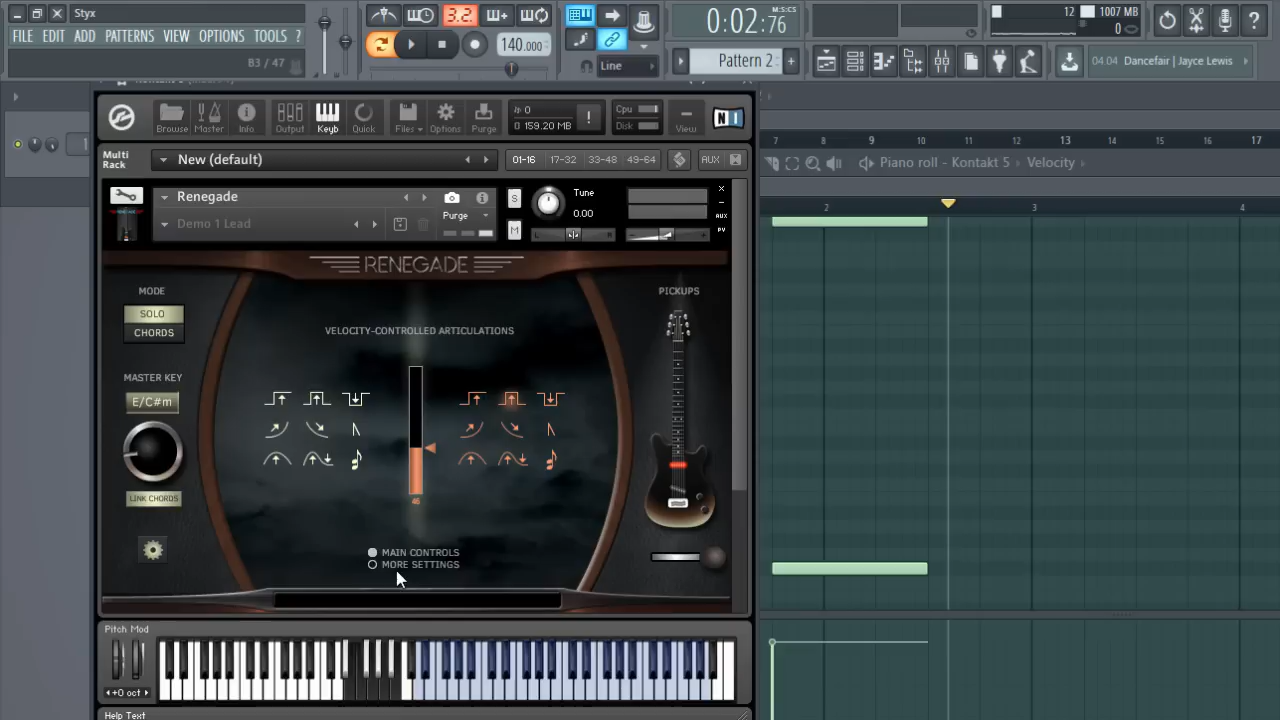 Styx
FILE EDIT ADD PATTERNS VIEW OPTIONS TOOLS ?
B3 / 47
3.2.
140.000
Line
0:02:76
M:S:CS
Pattern 2
12
1007 MB
0
04.04 Dancefair | Jayce Lewis
Browse
Master
Info
Output
Keyb
Quick
Files
Options
Purge
0
159.20 MB
Cpu
Disk
View
NI
Multi Rack
New (default)
01-16 17-32 33-48 49-64
AUX
Renegade
Demo 1 Lead
Purge
S
M
Tune
0.00
L
R
AUX
PV
RENEGADE
MODE
SOLO
CHORDS
MASTER KEY
E/C#m
LINK CHORDS
VELOCITY-CONTROLLED ARTICULATIONS
46
PICKUPS
MAIN CONTROLS
MORE SETTINGS
Pitch Mod
+0 oct
Help Text
7 8 9 10 11 12 13 14 15 16 17
Piano roll - Kontakt 5 Velocity
2 3 4